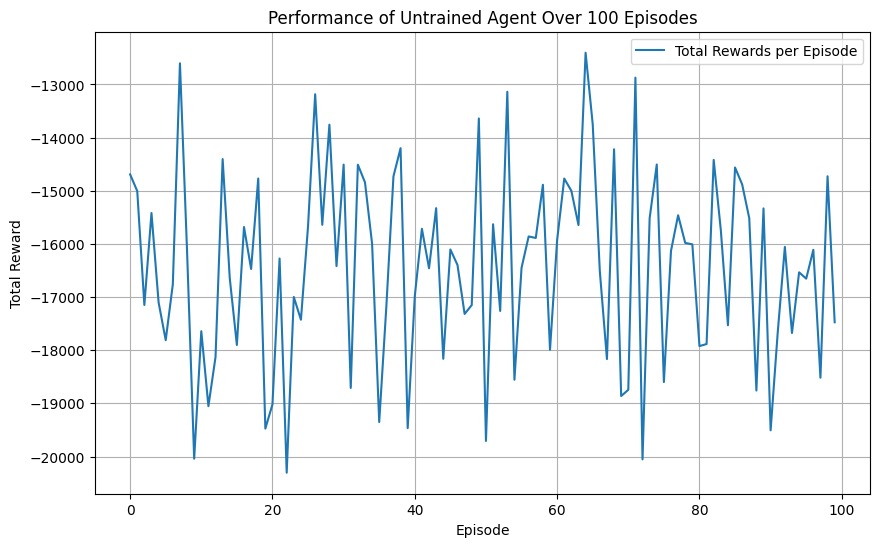 Performance of Untrained Agent Over 100 Episodes
Total Rewards per Episode
Total Reward
−13000
−14000
−15000
−16000
−17000
−18000
−19000
−20000
0 20 40 60 80 100
Episode